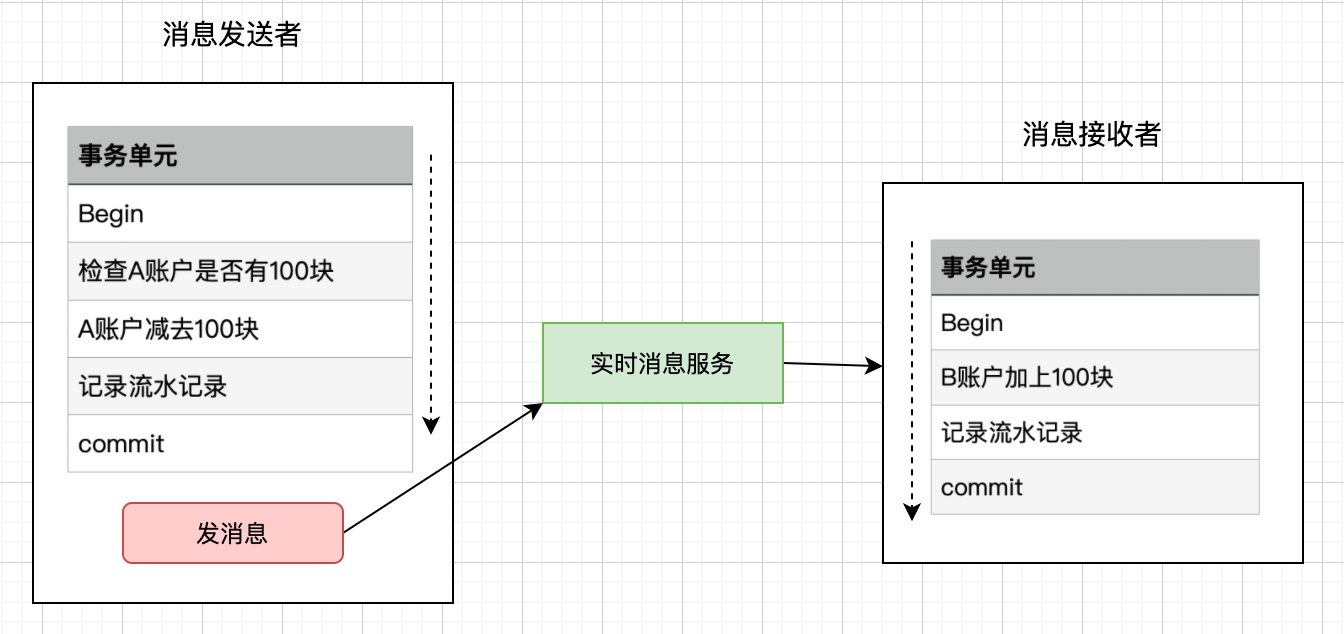 消息发送者
事务单元
Begin
检查A账户是否有100块
A账户减去100块
记录流水记录
commit
发消息
实时消息服务
消息接收者
事务单元
Begin
B账户加上100块
记录流水记录
commit